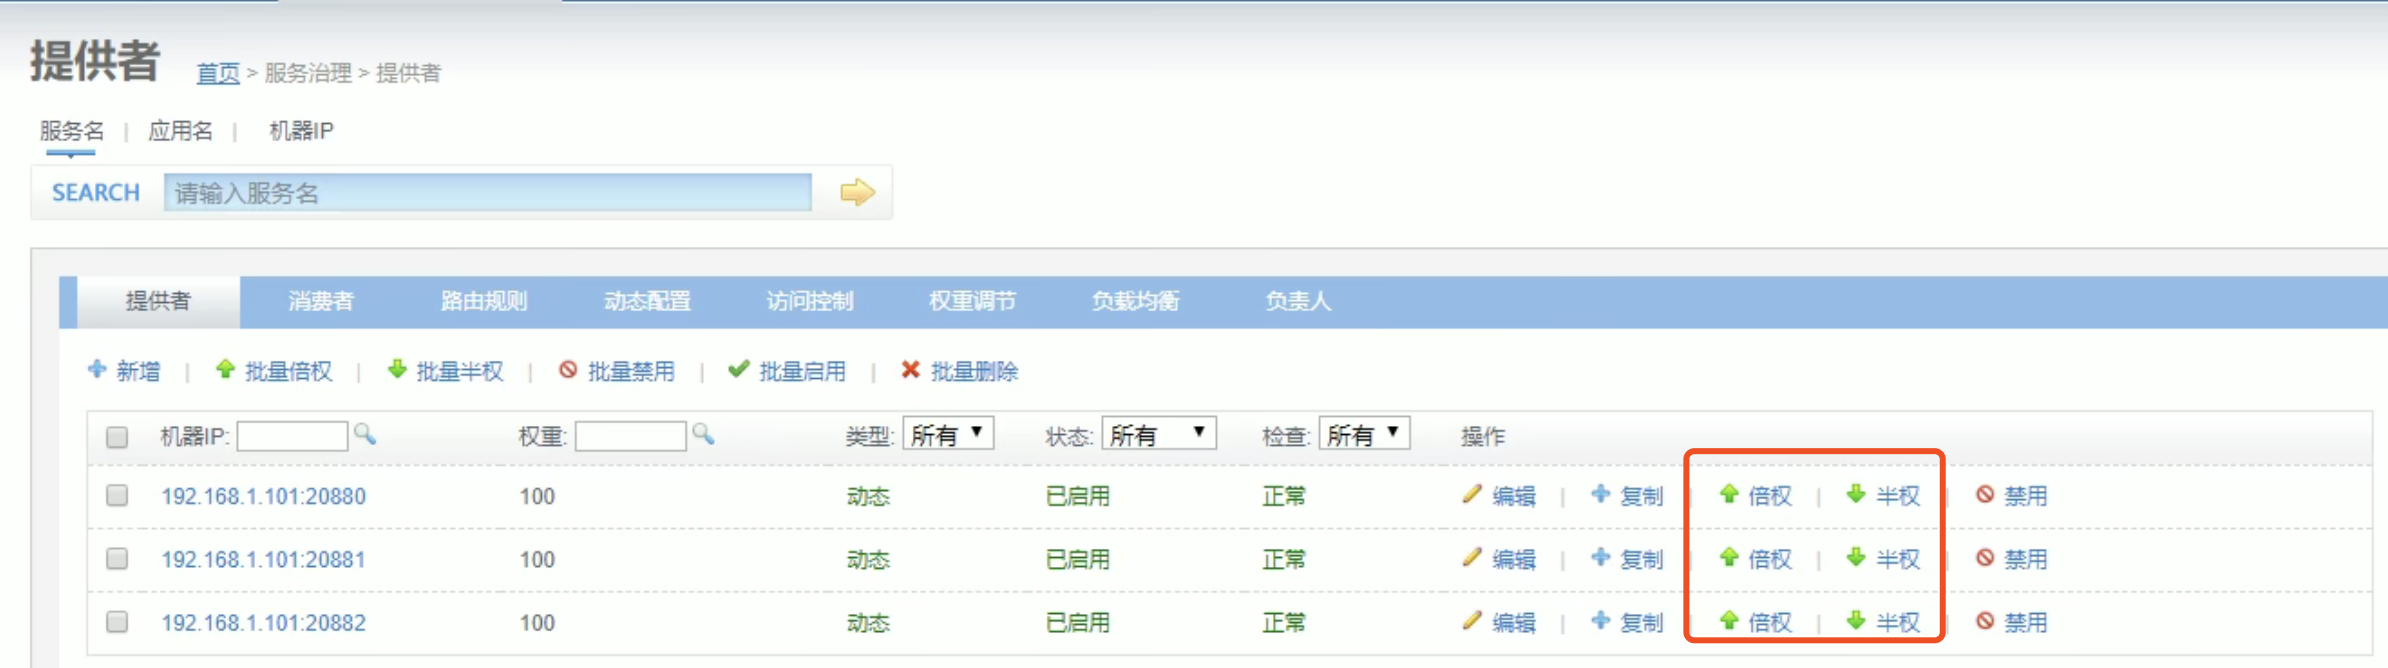 提供者 首页 > 服务治理 > 提供者
服务名 | 应用名 | 机器IP
SEARCH 请输入服务名
提供者 消费者 路由规则 动态配置 访问控制 权重调节 负载均衡 负责人
新增 | 批量倍权 | 批量半权 | 批量禁用 | 批量启用 | 批量删除
机器IP: 权重: 类型: 所有 状态: 所有 检查: 所有 操作
192.168.1.101:20880 100 动态 已启用 正常 编辑 | 复制 | 倍权 | 半权 | 禁用
192.168.1.101:20881 100 动态 已启用 正常 编辑 | 复制 | 倍权 | 半权 | 禁用
192.168.1.101:20882 100 动态 已启用 正常 编辑 | 复制 | 倍权 | 半权 | 禁用